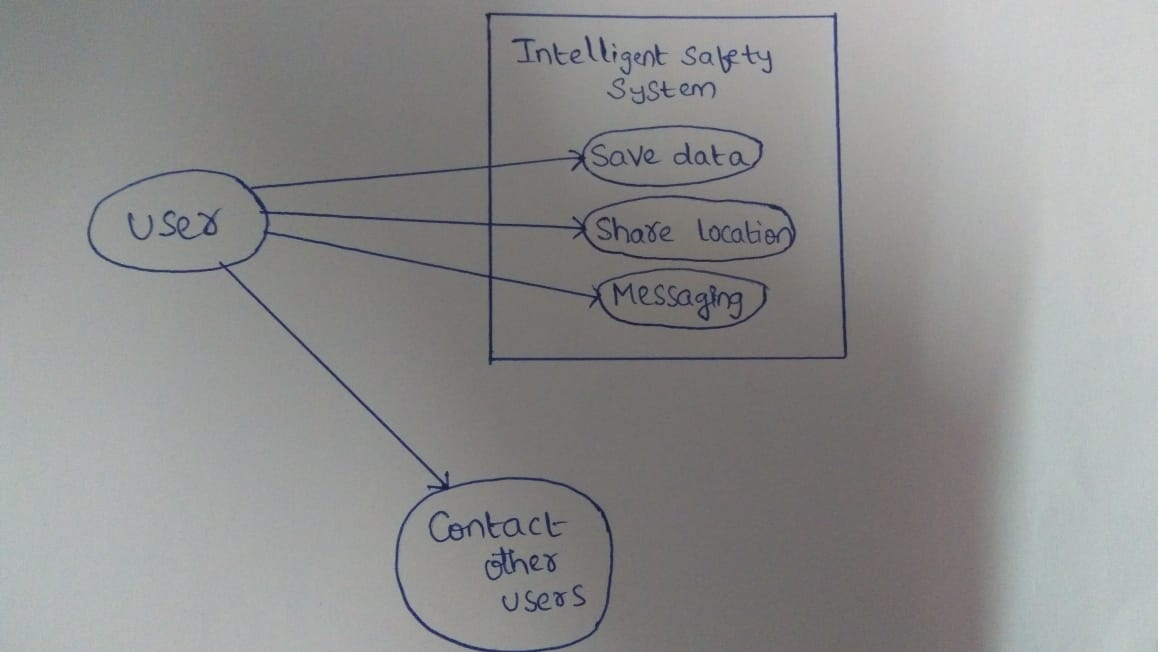 Intelligent Safety
System
Save data
Share location
User
Messaging
Contact
other
users